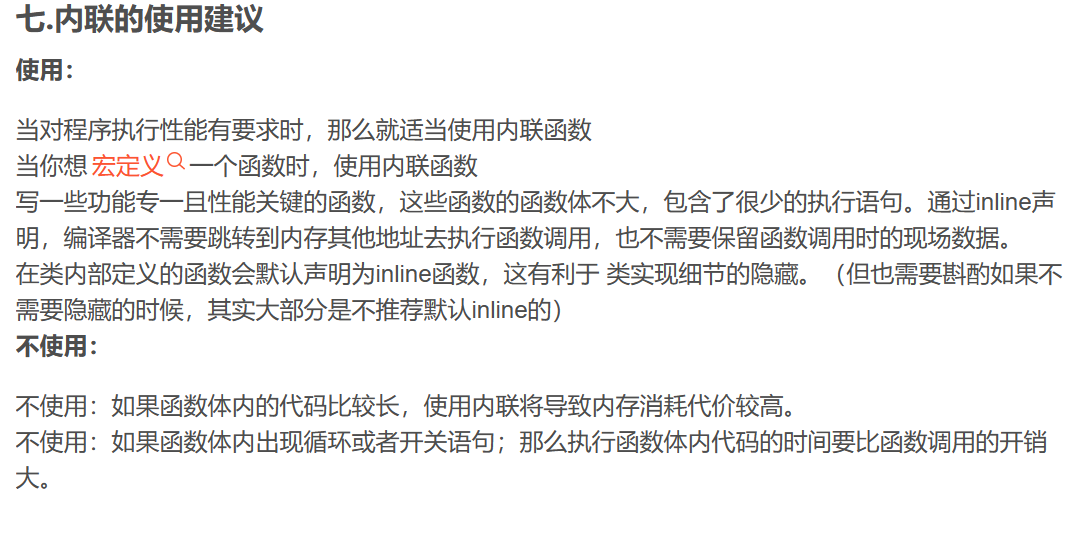 七.内联的使用建议
使用：
当对程序执行性能有要求时，那么就适当使用内联函数
当你想 宏定义 一个函数时，使用内联函数
写一些功能专一且性能关键的函数，这些函数的函数体不大，包含了很少的执行语句。通过inline声
明，编译器不需要跳转到内存其他地址去执行函数调用，也不需要保留函数调用时的现场数据。
在类内部定义的函数会默认声明为inline函数，这有利于 类实现细节的隐藏。（但也需要斟酌如果不
需要隐藏的时候，其实大部分是不推荐默认inline的）
不使用：
不使用：如果函数体内的代码比较长，使用内联将导致内存消耗代价较高。
不使用：如果函数体内出现循环或者开关语句；那么执行函数体内代码的时间要比函数调用的开销
大。